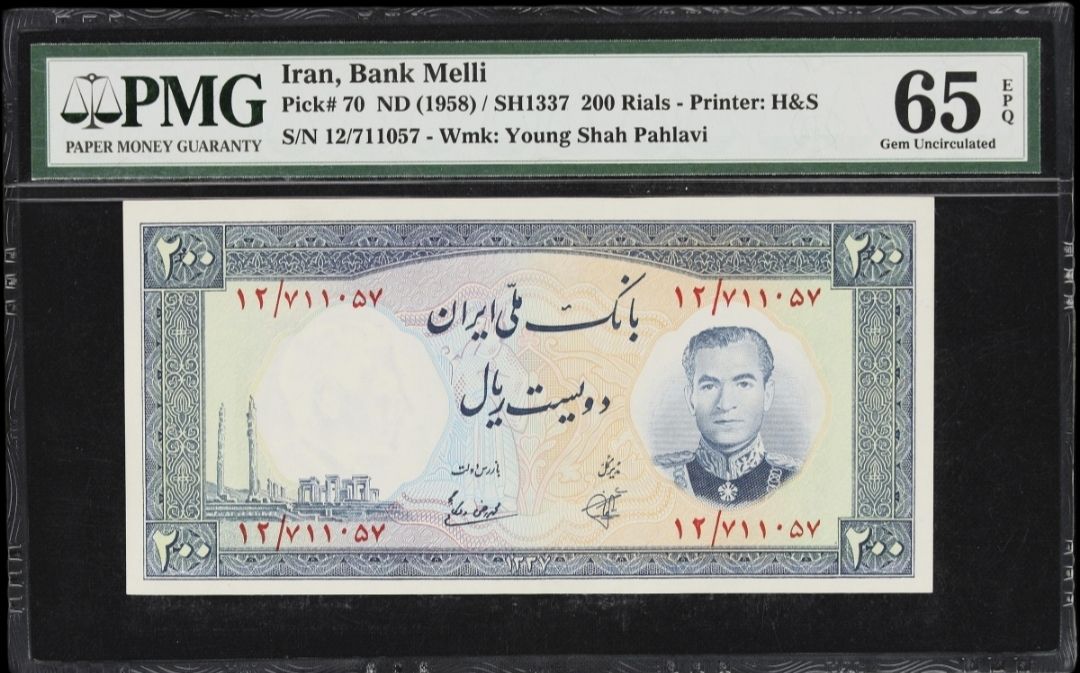 PMG
PAPER MONEY GUARANTY
Iran, Bank Melli
Pick# 70 ND (1958) / SH1337 200 Rials - Printer: H&S
S/N 12/711057 - Wmk: Young Shah Pahlavi
65
EPQ
Gem Uncirculated
۲۰۰ ۲۰۰
۱۲/۷۱۱۰۵۷ ۱۲/۷۱۱۰۵۷
بانک ملی ایران
دویست ریال
مدیر کل بازرس دولت
۱۲/۷۱۱۰۵۷ ۱۲/۷۱۱۰۵۷
۲۰۰ ۱۳۳۷ ۲۰۰